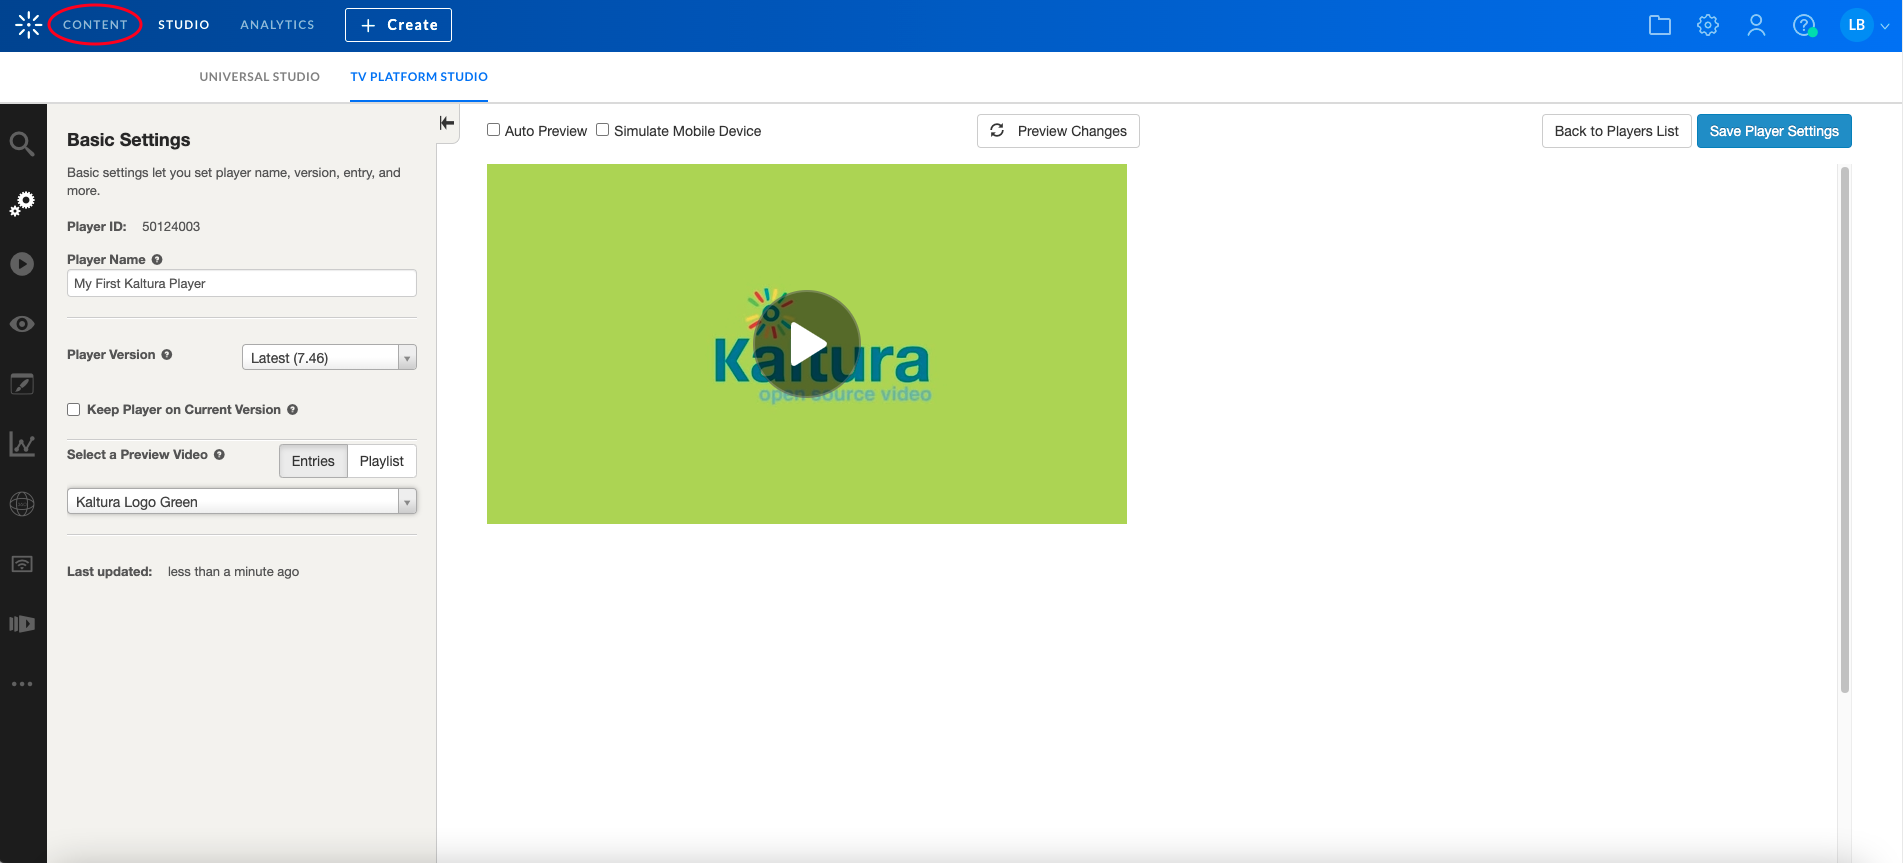 CONTENT STUDIO ANALYTICS + Create LB
UNIVERSAL STUDIO TV PLATFORM STUDIO
Basic Settings
Basic settings let you set player name, version, entry, and
more.
Player ID: 50124003
Player Name
My First Kaltura Player
Player Version Latest (7.46)
Keep Player on Current Version
Select a Preview Video Entries Playlist
Kaltura Logo Green
Last updated: less than a minute ago
Auto Preview Simulate Mobile Device Preview Changes Back to Players List Save Player Settings
Kaltura
open source video